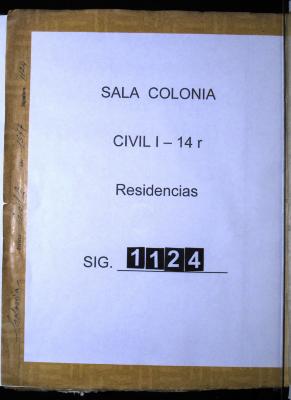 SALA COLONIA
CIVIL I – 14 r
Residencias
SIG. 1124